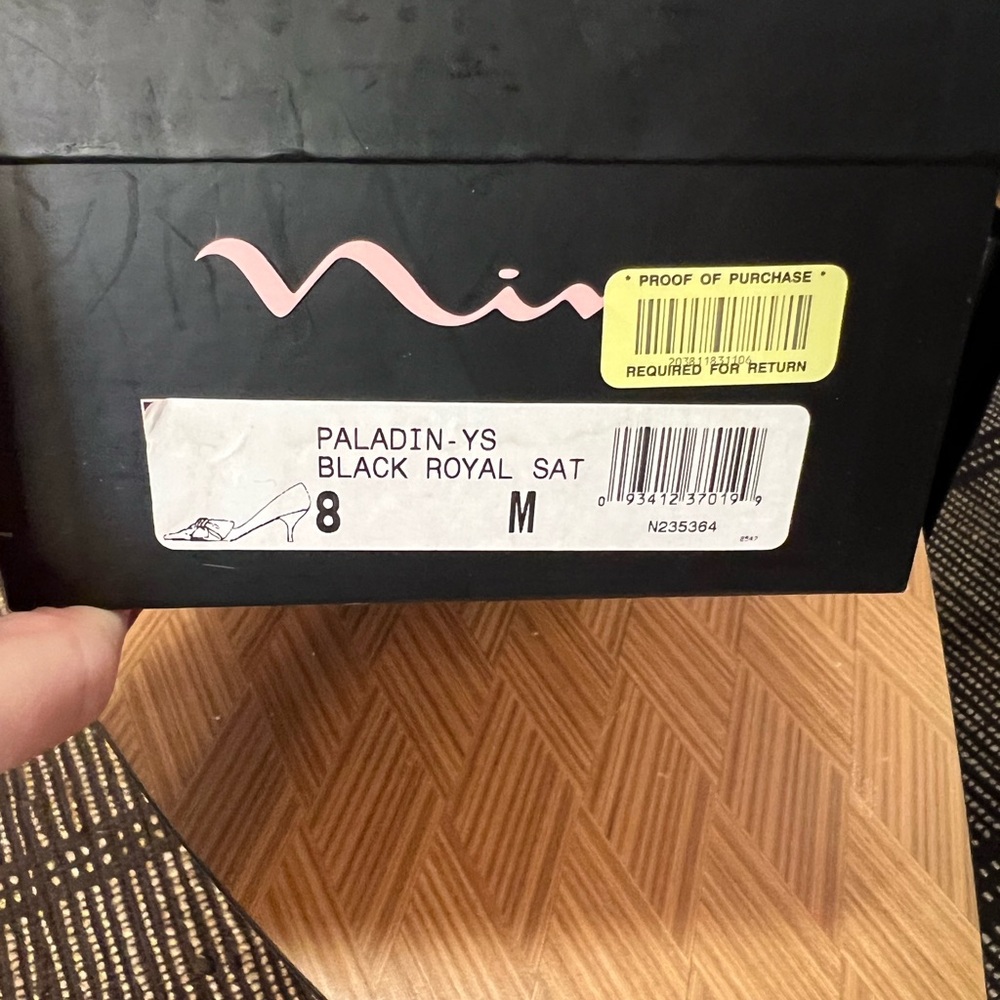 Nin
• PROOF OF PURCHASE •
203811831106
REQUIRED FOR RETURN
PALADIN-YS
BLACK ROYAL SAT
8 M
0 93412 37019 9
N235364
2547